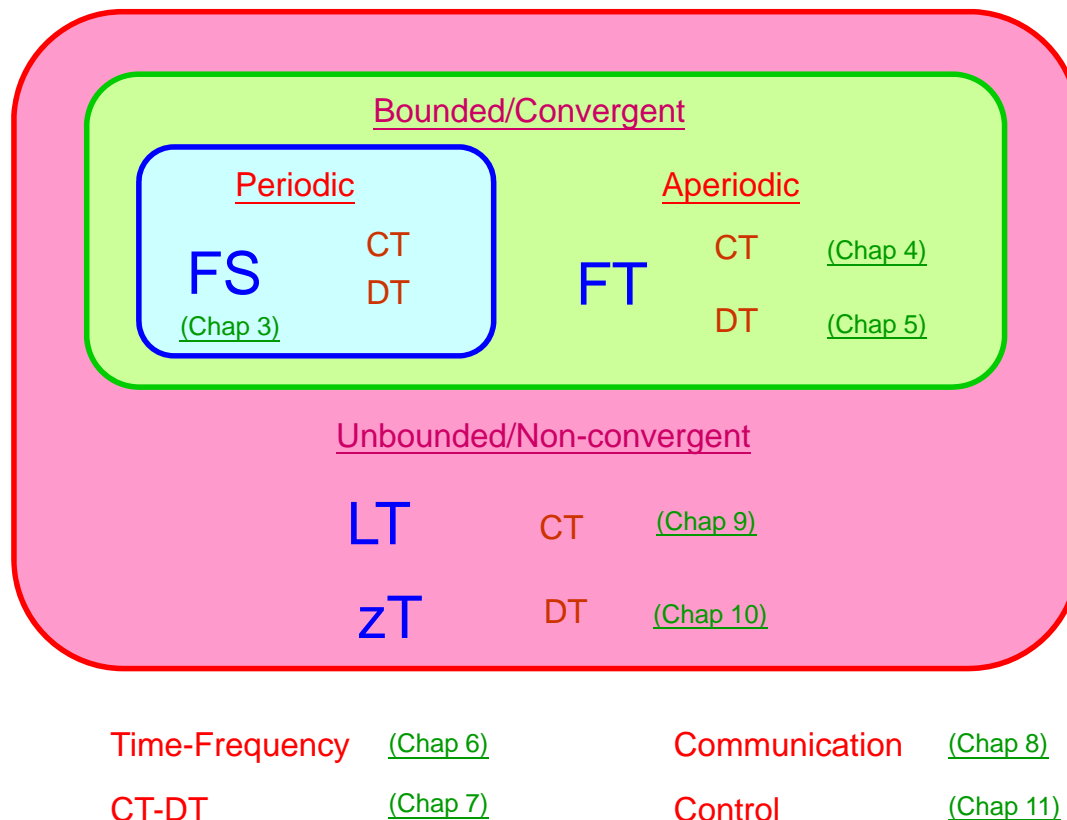 Bounded/Convergent
Periodic
FS
CT
DT
(Chap 3)
Aperiodic
FT
CT (Chap 4)
DT (Chap 5)
Unbounded/Non-convergent
LT CT (Chap 9)
zT DT (Chap 10)
Time-Frequency (Chap 6)
Communication (Chap 8)
CT-DT (Chap 7)
Control (Chap 11)